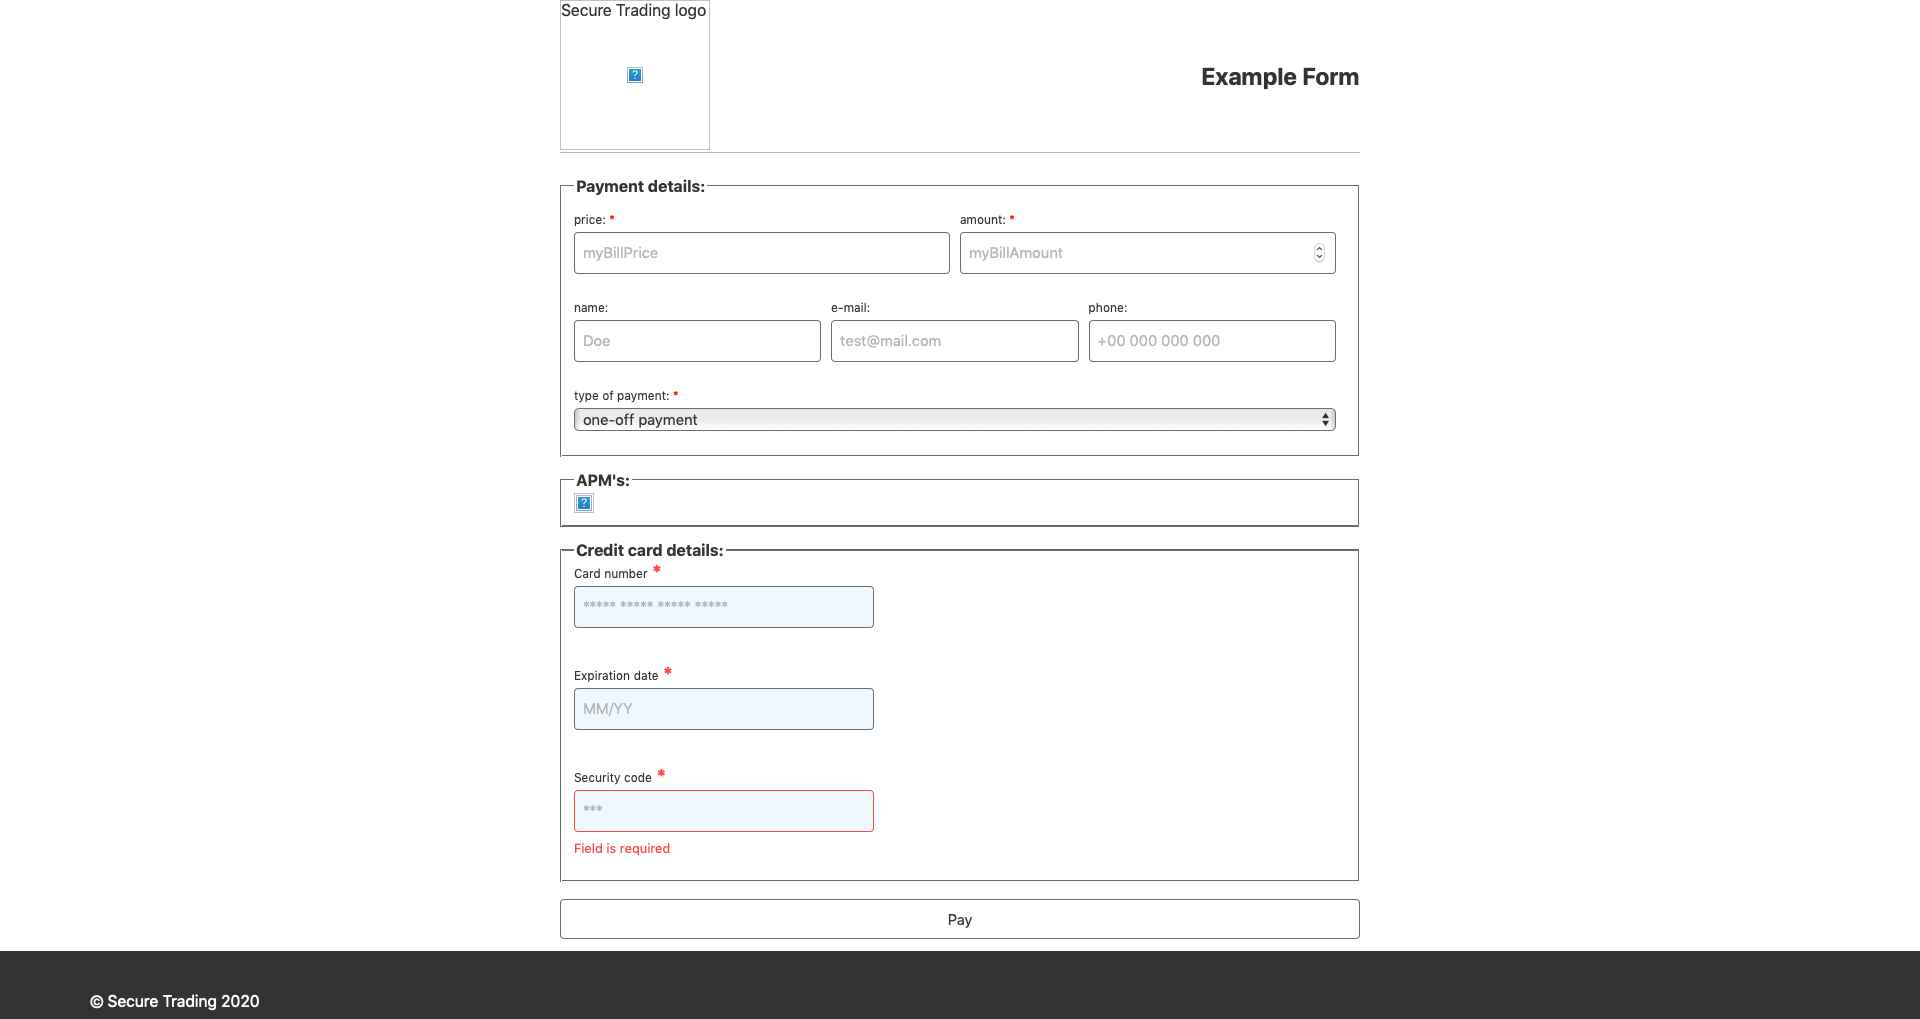 Secure Trading logo
Example Form
Payment details:
price: *
amount: *
myBillPrice
myBillAmount
name:
e-mail:
phone:
Doe
test@mail.com
+00 000 000 000
type of payment: *
one-off payment
APM's:
Credit card details:
Card number *
***** ***** ***** *****
Expiration date *
MM/YY
Security code *
***
Field is required
Pay
© Secure Trading 2020